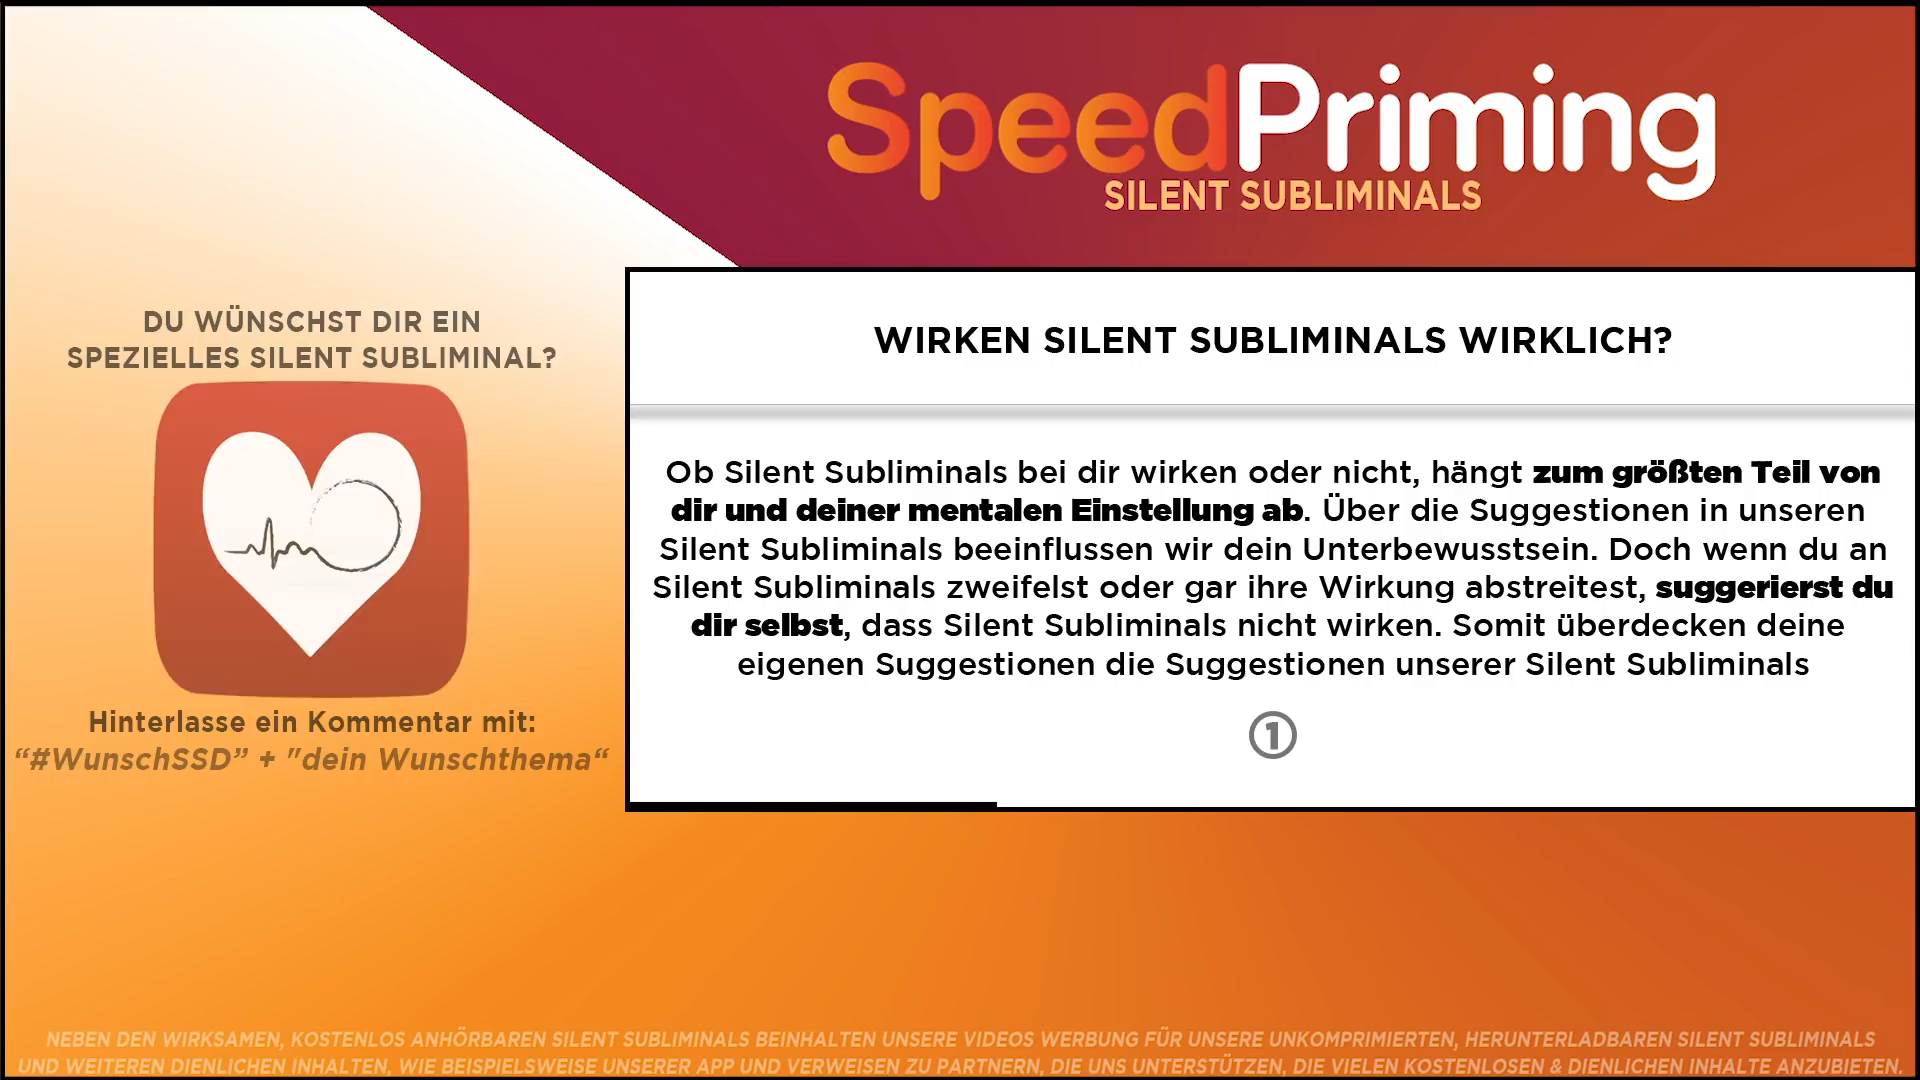 SpeedPriming
SILENT SUBLIMINALS
DU WÜNSCHST DIR EIN
SPEZIELLES SILENT SUBLIMINAL?
Hinterlasse ein Kommentar mit:
“#WunschSSD” + "dein Wunschthema“
WIRKEN SILENT SUBLIMINALS WIRKLICH?
Ob Silent Subliminals bei dir wirken oder nicht, hängt zum größten Teil von
dir und deiner mentalen Einstellung ab. Über die Suggestionen in unseren
Silent Subliminals beeinflussen wir dein Unterbewusstsein. Doch wenn du an
Silent Subliminals zweifelst oder gar ihre Wirkung abstreitest, suggerierst du
dir selbst, dass Silent Subliminals nicht wirken. Somit überdecken deine
eigenen Suggestionen die Suggestionen unserer Silent Subliminals
①
NEBEN DEN WIRKSAMEN, KOSTENLOS ANHÖRBAREN SILENT SUBLIMINALS BEINHALTEN UNSERE VIDEOS WERBUNG FÜR UNSERE UNKOMPRIMIERTEN, HERUNTERLADBAREN SILENT SUBLIMINALS
UND WEITEREN DIENLICHEN INHALTEN, WIE BEISPIELSWEISE UNSERER APP UND VERWEISEN ZU PARTNERN, DIE UNS UNTERSTÜTZEN, DIE VIELEN KOSTENLOSEN & DIENLICHEN INHALTE ANZUBIETEN.